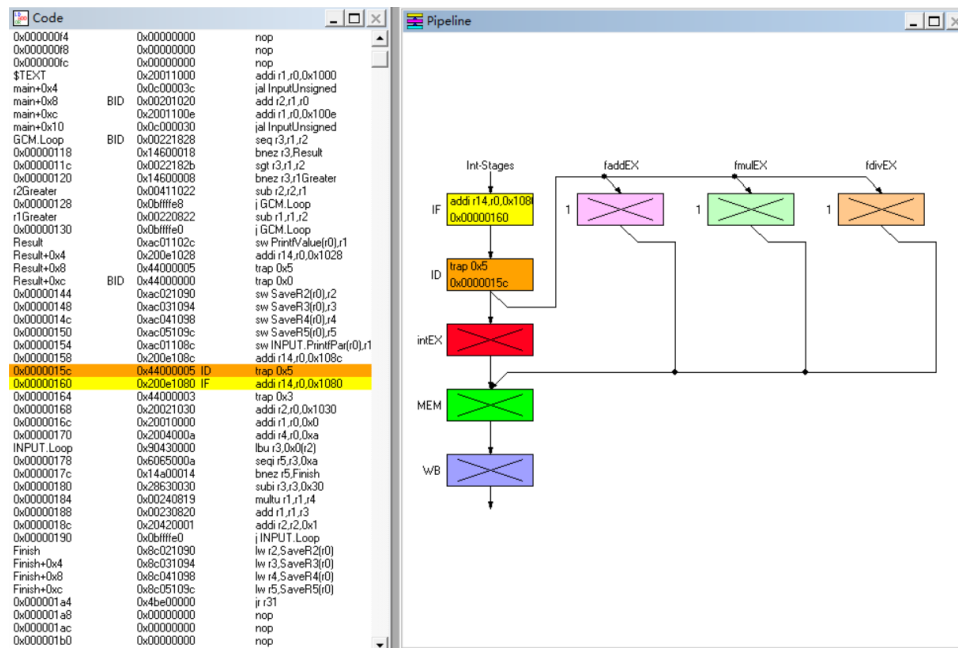 Code
0x000000f4 0x00000000 nop
0x000000f8 0x00000000 nop
0x000000fc 0x00000000 nop
$TEXT 0x20011000 addi r1,r0,0x1000
main+0x4 0x0c00003c jal InputUnsigned
main+0x8 BID 0x00201020 add r2,r1,r0
main+0xc 0x2001100e addi r1,r0,0x100e
main+0x10 0x0c000030 jal InputUnsigned
GCM.Loop BID 0x00221828 seq r3,r1,r2
0x00000118 0x14600018 bnez r3,Result
0x0000011c 0x0022182b sgt r3,r1,r2
0x00000120 0x14600008 bnez r3,r1Greater
r2Greater 0x00411022 sub r2,r2,r1
0x00000128 0x0bffffe8 j GCM.Loop
r1Greater 0x00220822 sub r1,r1,r2
0x00000130 0x0bffffe0 j GCM.Loop
Result 0xac01102c sw PrintfValue(r0),r1
Result+0x4 0x200e1028 addi r14,r0,0x1028
Result+0x8 0x44000005 trap 0x5
Result+0xc BID 0x44000000 trap 0x0
0x00000144 0xac021090 sw SaveR2(r0),r2
0x00000148 0xac031094 sw SaveR3(r0),r3
0x0000014c 0xac041098 sw SaveR4(r0),r4
0x00000150 0xac05109c sw SaveR5(r0),r5
0x00000154 0xac01108c sw INPUT.PrintfPar(r0),r1
0x00000158 0x200e108c addi r14,r0,0x108c
0x0000015c 0x44000005 ID trap 0x5
0x00000160 0x200e1080 IF addi r14,r0,0x1080
0x00000164 0x44000003 trap 0x3
0x00000168 0x20021030 addi r2,r0,0x1030
0x0000016c 0x20010000 addi r1,r0,0x0
0x00000170 0x2004000a addi r4,r0,0xa
INPUT.Loop 0x90430000 lbu r3,0x0(r2)
0x00000178 0x6065000a seqi r5,r3,0xa
0x0000017c 0x14a00014 bnez r5,Finish
0x00000180 0x28630030 subi r3,r3,0x30
0x00000184 0x00240819 multu r1,r1,r4
0x00000188 0x00230820 add r1,r1,r3
0x0000018c 0x20420001 addi r2,r2,0x1
0x00000190 0x0bffffe0 j INPUT.Loop
Finish 0x8c021090 lw r2,SaveR2(r0)
Finish+0x4 0x8c031094 lw r3,SaveR3(r0)
Finish+0x8 0x8c041098 lw r4,SaveR4(r0)
Finish+0xc 0x8c05109c lw r5,SaveR5(r0)
0x000001a4 0x4be00000 jr r31
0x000001a8 0x00000000 nop
0x000001ac 0x00000000 nop
0x000001b0 0x00000000 nop
Pipeline
Int-Stages faddEX fmulEX fdivEX
IF addi r14,r0,0x108 1 1 1
0x00000160
ID trap 0x5
0x0000015c
intEX
MEM
WB